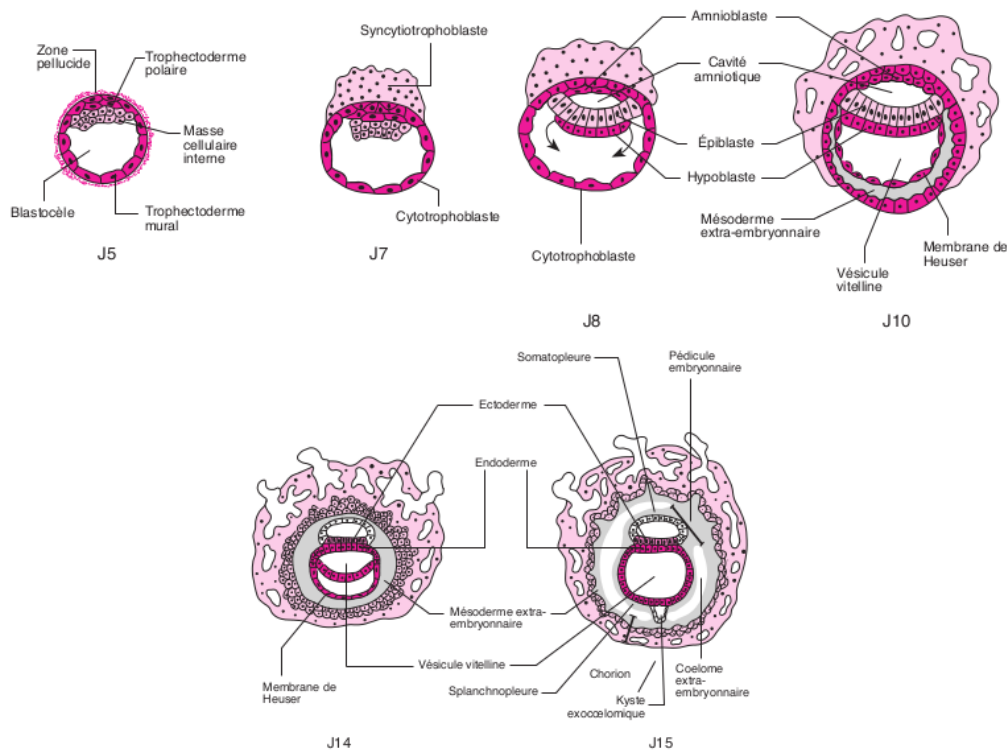 Zone
pellucide
Trophectoderme
polaire
Masse
cellulaire
interne
Blastocèle
Trophectoderme
mural
J5
Syncytiotrophoblaste
Cytotrophoblaste
J7
Amnioblaste
Cavité
amniotique
Épiblaste
Hypoblaste
Mésoderme
extra-embryonnaire
Cytotrophoblaste
Membrane de
Heuser
Vésicule
vitelline
J8
J10
Somatopleure
Pédicule
embryonnaire
Ectoderme
Endoderme
Mésoderme extra-
embryonnaire
Vésicule vitelline
Membrane de
Heuser
Splanchnopleure
Chorion
Kyste
exocœlomique
Coelome
extra-
embryonnaire
J14
J15